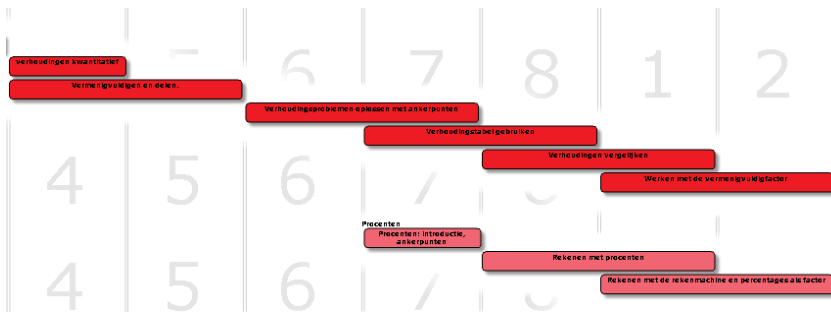 verhoudingen kwantitatief
6 7 8 1 2
Vermenigvuldigen en delen.
Verhoudingsproblemen oplossen met ankerpunten
Verhoudingstabel gebruiken
Verhoudingen vergelijken
4 5 6 7
Werken met de vermenigvuldigfactor
Procenten
Procenten: introductie,
ankerpunten
Rekenen met procenten
4 5 6 7
Rekenen met de rekenmachine en percentages als factor